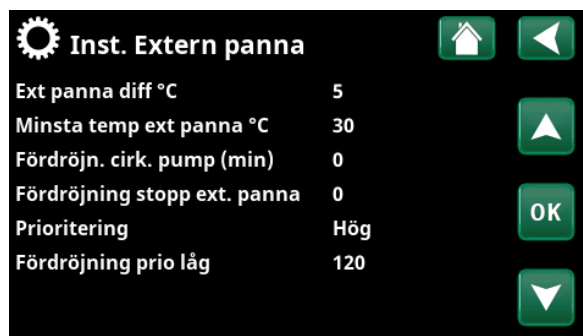 Inst. Extern panna
Ext panna diff °C 5
Minsta temp ext panna °C 30
Fördröjn. cirk. pump (min) 0
Fördröjning stopp ext. panna 0
Prioritering Hög
Fördröjning prio låg 120
OK